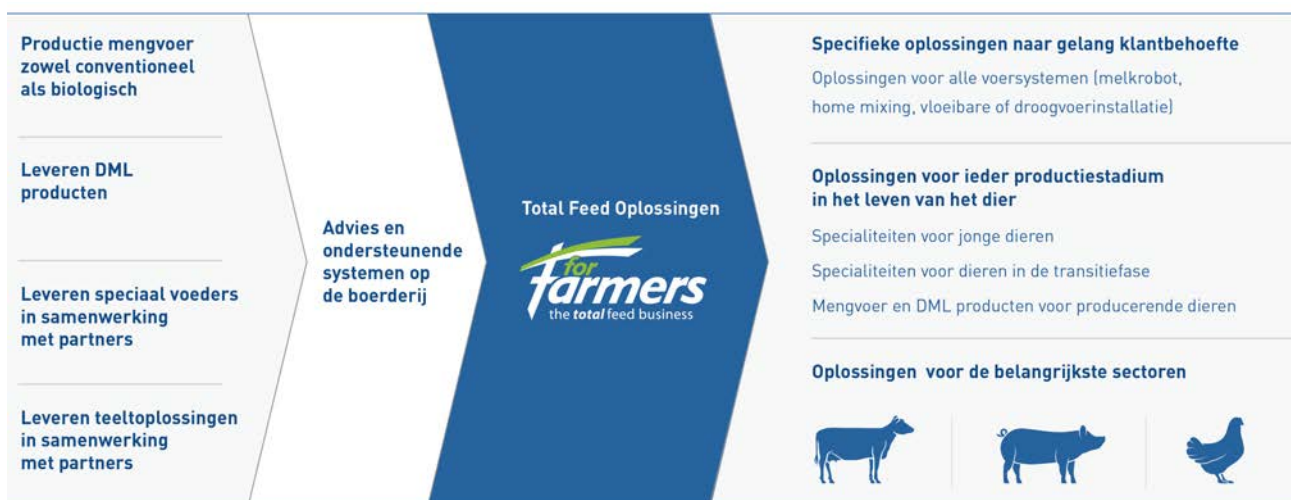 Productie mengvoer
zowel conventioneel
als biologisch
Leveren DML
producten
Leveren speciaal voeders
in samenwerking
met partners
Leveren teeltoplossingen
in samenwerking
met partners
Advies en
ondersteunende
systemen op
de boerderij
Total Feed Oplossingen
for
farmers
the total feed business
Specifieke oplossingen naar gelang klantbehoefte
Oplossingen voor alle voersystemen (melkrobot,
home mixing, vloeibare of droogvoerinstallatie)
Oplossingen voor ieder productiestadium
in het leven van het dier
Specialiteiten voor jonge dieren
Specialiteiten voor dieren in de transitiefase
Mengvoer en DML producten voor producerende dieren
Oplossingen voor de belangrijkste sectoren